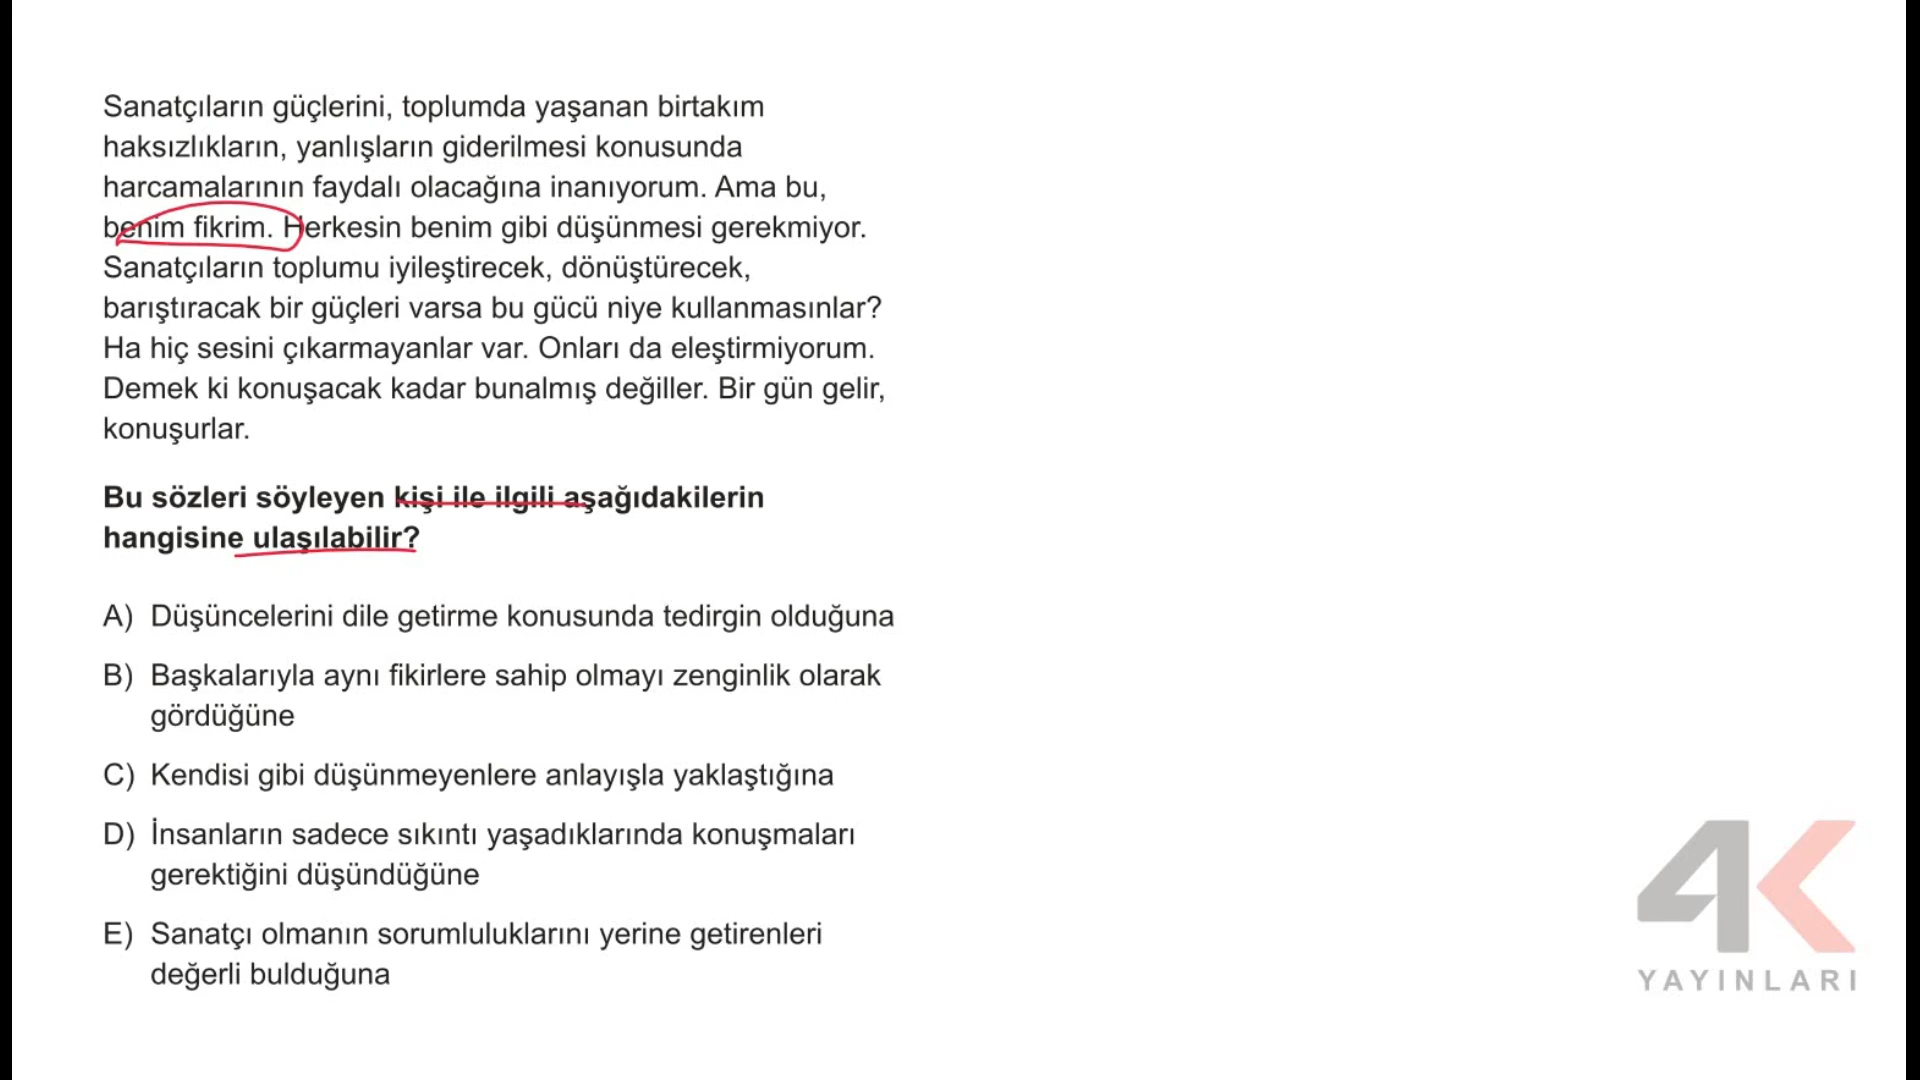 Sanatçıların güçlerini, toplumda yaşanan birtakım
haksızlıkların, yanlışların giderilmesi konusunda
harcamalarının faydalı olacağına inanıyorum. Ama bu,
benim fikrim. Herkesin benim gibi düşünmesi gerekmiyor.
Sanatçıların toplumu iyileştirecek, dönüştürecek,
barıştıracak bir güçleri varsa bu gücü niye kullanmasınlar?
Ha hiç sesini çıkarmayanlar var. Onları da eleştirmiyorum.
Demek ki konuşacak kadar bunalmış değiller. Bir gün gelir,
konuşurlar.
Bu sözleri söyleyen kişi ile ilgili aşağıdakilerin
hangisine ulaşılabilir?
A) Düşüncelerini dile getirme konusunda tedirgin olduğuna
B) Başkalarıyla aynı fikirlere sahip olmayı zenginlik olarak
gördüğüne
C) Kendisi gibi düşünmeyenlere anlayışla yaklaştığına
D) İnsanların sadece sıkıntı yaşadıklarında konuşmaları
gerektiğini düşündüğüne
E) Sanatçı olmanın sorumluluklarını yerine getirenleri
değerli bulduğuna
4K
YAYINLARI